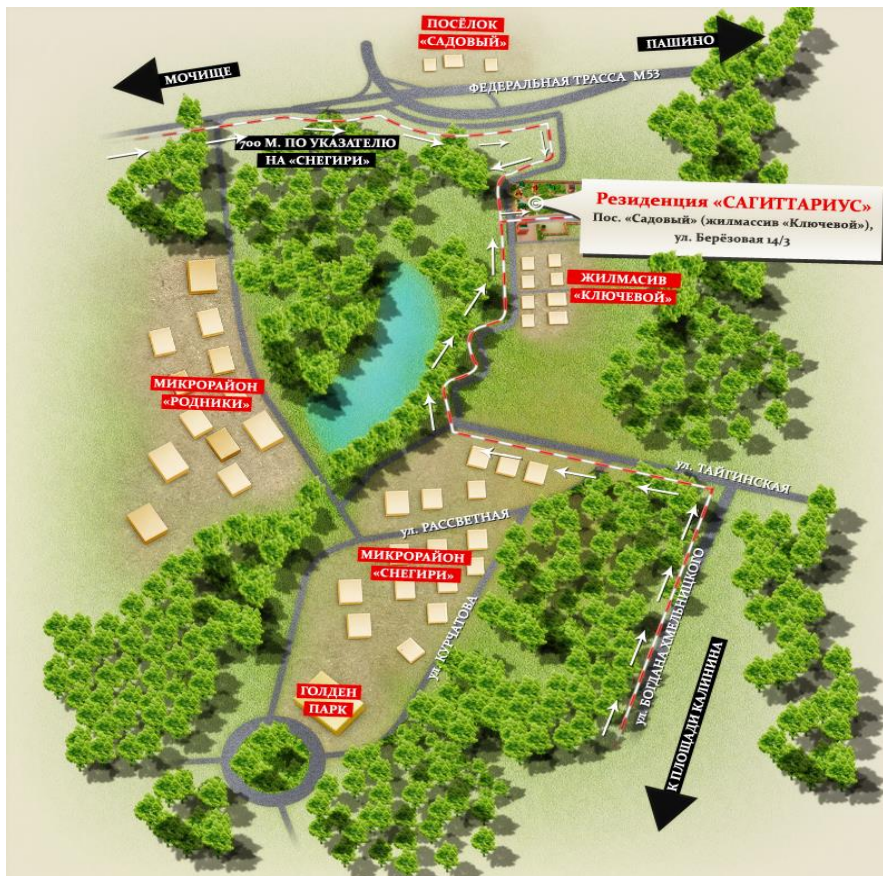 ПОСЁЛОК
«САДОВЫЙ»
ПАШИНО
МОЧИЩЕ
ФЕДЕРАЛЬНАЯ ТРАССА М53
700 М. ПО УКАЗАТЕЛЮ
НА «СНЕГИРИ»
Резиденция «САГИТТАРИУС»
Пос. «Садовый» (жилмассив «Ключевой»),
ул. Берёзовая 14/3
ЖИЛМАСИВ
«КЛЮЧЕВОЙ»
МИКРОРАЙОН
«РОДНИКИ»
ул. ТАЙГИНСКАЯ
ул. РАССВЕТНАЯ
МИКРОРАЙОН
«СНЕГИРИ»
ул. КУРЧАТОВА
ул. БОГДАНА ХМЕЛЬНИЦКОГО
ГОЛДЕН
ПАРК
К ПЛОЩАДИ КАЛИНИНА